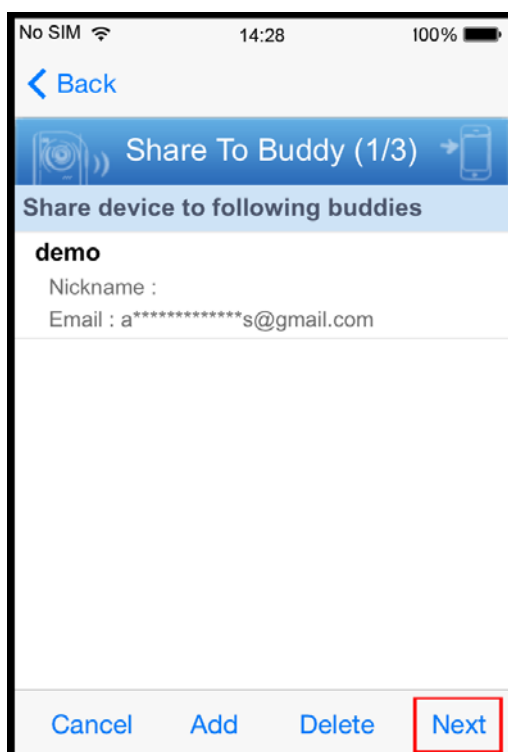 No SIM 14:28 100%
Back
Share To Buddy (1/3)
Share device to following buddies
demo
Nickname :
Email : a*************s@gmail.com
Cancel Add Delete Next